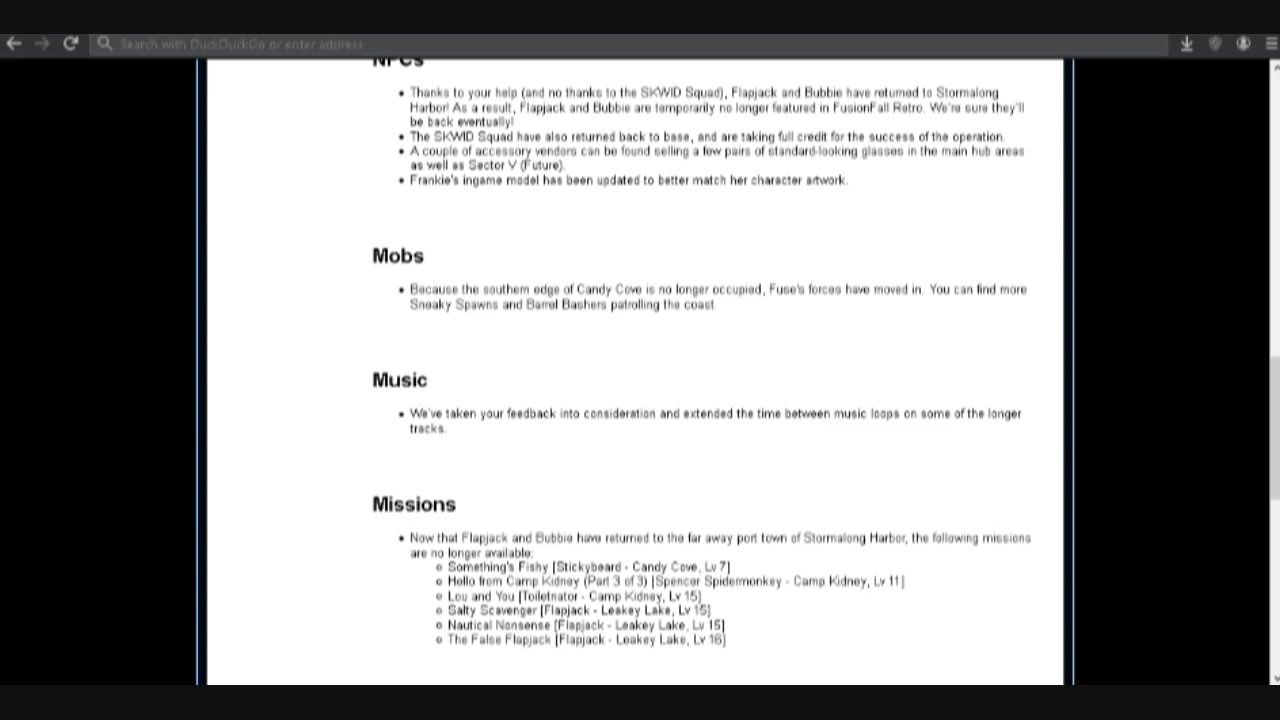 Search with DuckDuckGo or enter address
NPCs
• Thanks to your help (and no thanks to the SKWID Squad), Flapjack and Bubbie have returned to Stormalong
Harbor! As a result, Flapjack and Bubbie are temporarily no longer featured in FusionFall Retro. We're sure they'll
be back eventually!
• The SKWID Squad have also returned back to base, and are taking full credit for the success of the operation.
• A couple of accessory vendors can be found selling a few pairs of standard-looking glasses in the main hub areas
as well as Sector V (Future).
• Frankie's ingame model has been updated to better match her character artwork.
Mobs
• Because the southern edge of Candy Cove is no longer occupied, Fuse's forces have moved in. You can find more
Sneaky Spawns and Barrel Bashers patrolling the coast.
Music
• We've taken your feedback into consideration and extended the time between music loops on some of the longer
tracks.
Missions
• Now that Flapjack and Bubbie have returned to the far away port town of Stormalong Harbor, the following missions
are no longer available:
o Something's Fishy [Stickybeard - Candy Cove, Lv 7]
o Hello from Camp Kidney (Part 3 of 3) [Spencer Spidermonkey - Camp Kidney, Lv 11]
o Lou and You [Toiletnator - Camp Kidney, Lv 15]
o Salty Scavenger [Flapjack - Leakey Lake, Lv 15]
o Nautical Nonsense [Flapjack - Leakey Lake, Lv 15]
o The False Flapjack [Flapjack - Leakey Lake, Lv 16]